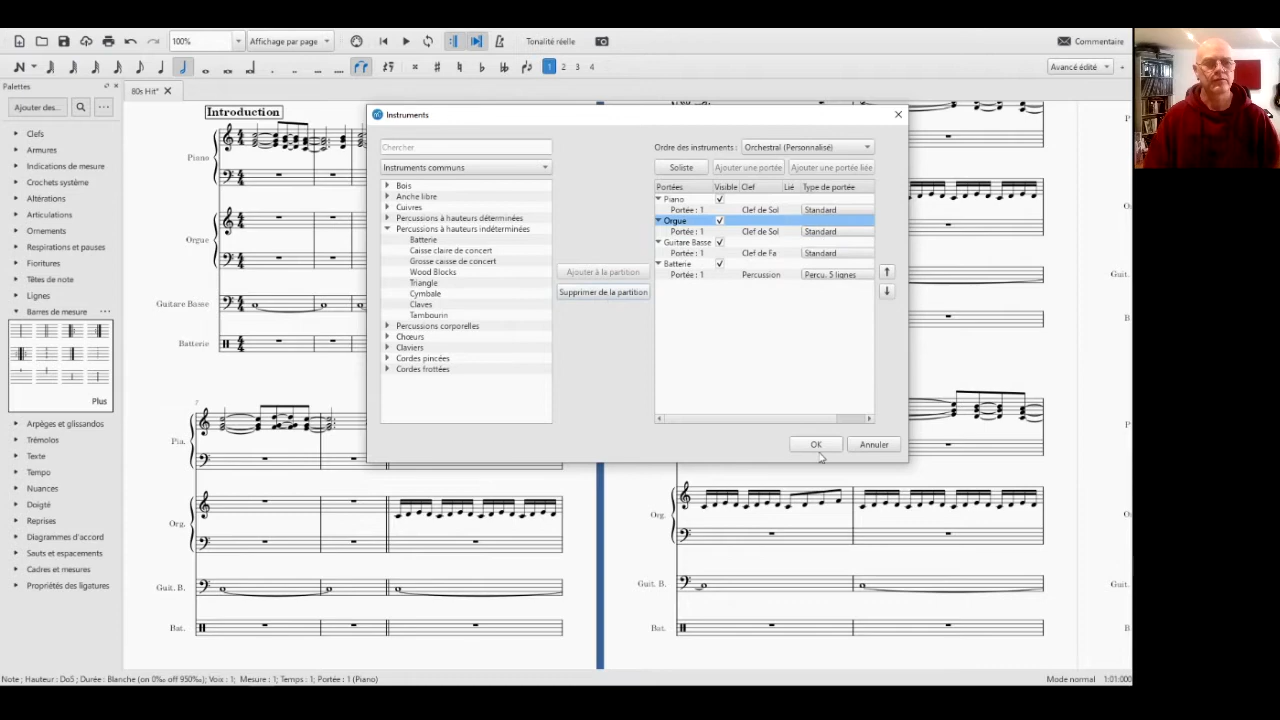 100%
Affichage par page
Tonalité réelle
Commentaire
1 2 3 4
Avancé édité
Palettes
80s Hit*
Ajouter des...
Clefs
Armures
Indications de mesure
Crochets système
Altérations
Articulations
Ornements
Respirations et pauses
Fioritures
Têtes de note
Lignes
Barres de mesure
Plus
Arpèges et glissandos
Trémolos
Texte
Tempo
Nuances
Doigté
Reprises
Diagrammes d'accord
Sauts et espacements
Cadres et mesures
Propriétés des ligatures
Introduction
Piano
Orgue
Guitare Basse
Batterie
7
Pia.
Org.
Guit. B.
Bat.
Instruments
Chercher
Instruments communs
Bois
Anche libre
Cuivres
Percussions à hauteurs déterminées
Percussions à hauteurs indéterminées
Batterie
Caisse claire de concert
Grosse caisse de concert
Wood Blocks
Triangle
Cymbale
Claves
Tambourin
Percussions corporelles
Chœurs
Claviers
Cordes pincées
Cordes frottées
Ajouter à la partition
Supprimer de la partition
Ordre des instruments : Orchestral (Personnalisé)
Soliste Ajouter une portée Ajouter une portée liée
Portées Visible Clef Lié Type de portée
Piano
Portée : 1 Clef de Sol Standard
Orgue
Portée : 1 Clef de Sol Standard
Guitare Basse
Portée : 1 Clef de Fa Standard
Batterie
Portée : 1 Percussion Percu. 5 lignes
OK
Annuler
Org.
Guit. B.
Bat.
Guit.
Note ; Hauteur : Do5 ; Durée : Blanche (on 0‰ off 950‰); Voix : 1; Mesure : 1; Temps : 1; Portée : 1 (Piano)
Mode normal 1:01:000